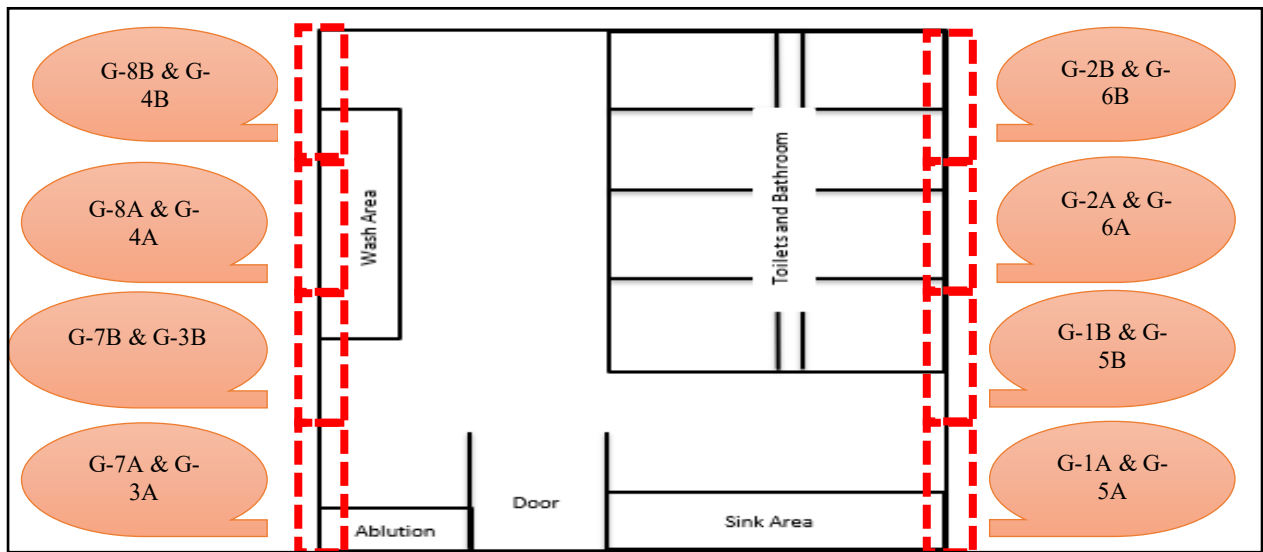 G-8B & G-
4B
G-8A & G-
4A
G-7B & G-3B
G-7A & G-
3A
Wash Area
Ablution
Door
Toilets and Bathroom
Sink Area
G-2B & G-
6B
G-2A & G-
6A
G-1B & G-
5B
G-1A & G-
5A